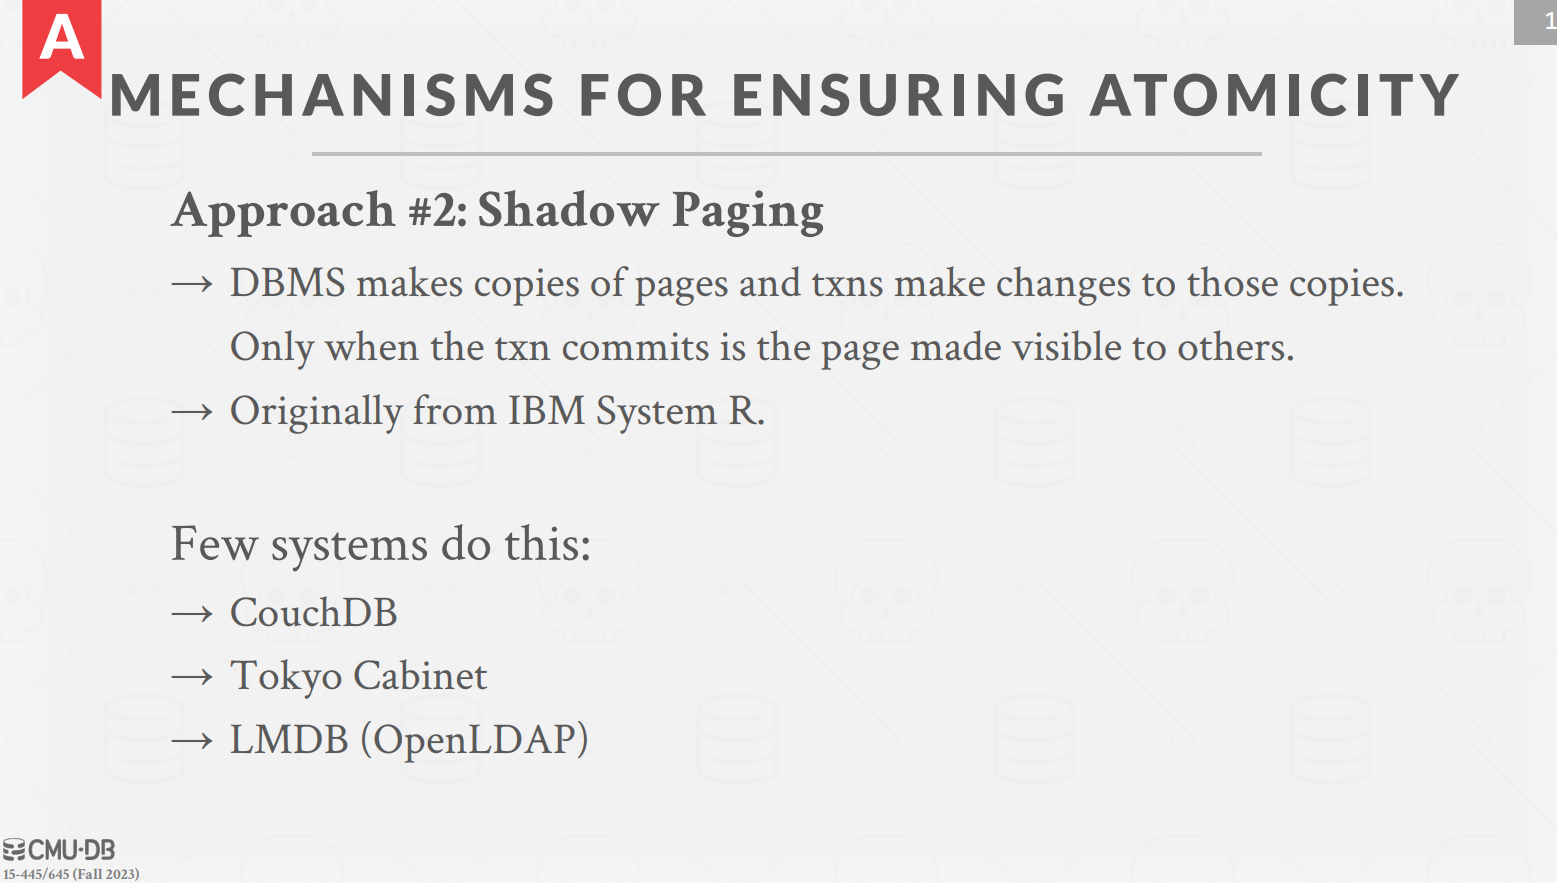 A
1
MECHANISMS FOR ENSURING ATOMICITY
Approach #2: Shadow Paging
→ DBMS makes copies of pages and txns make changes to those copies.
Only when the txn commits is the page made visible to others.
→ Originally from IBM System R.
Few systems do this:
→ CouchDB
→ Tokyo Cabinet
→ LMDB (OpenLDAP)
CMU·DB
15-445/645 (Fall 2023)